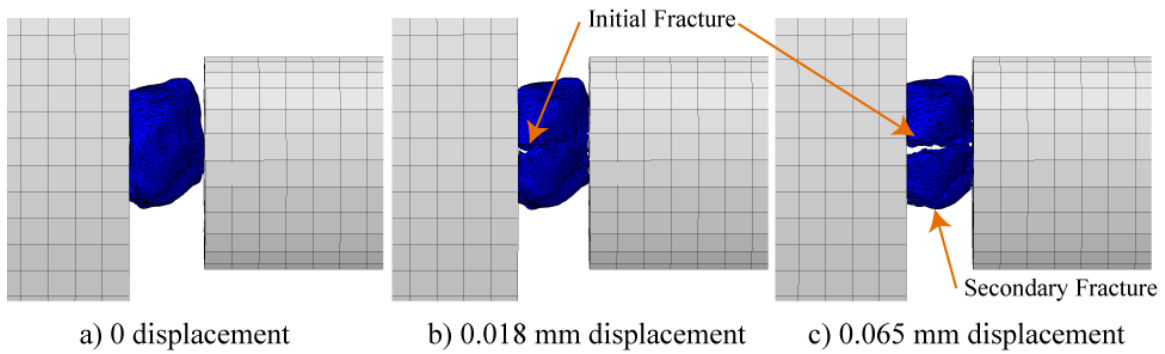 Initial Fracture
Secondary Fracture
a) 0 displacement
b) 0.018 mm displacement
c) 0.065 mm displacement